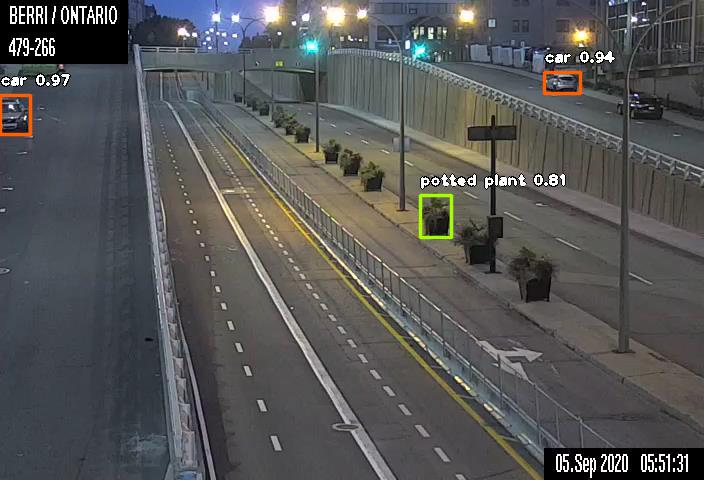 BERRI / ONTARIO
479-266
car 0.97
car 0.94
potted plant 0.81
05.Sep 2020 05:51:31